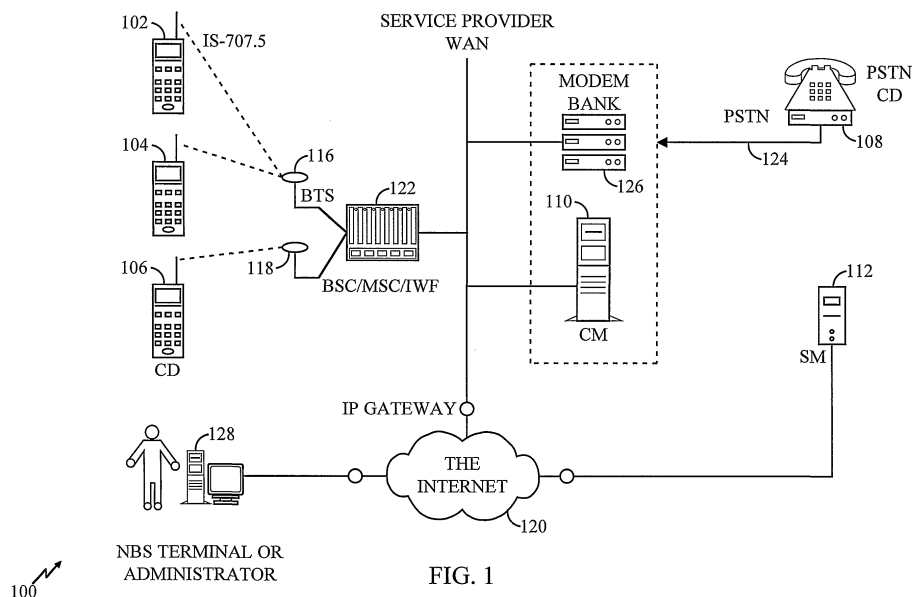 SERVICE PROVIDER
WAN
102
IS-707.5
MODEM
BANK
PSTN
CD
PSTN
104
116
124
108
BTS
122
126
110
106
118
BSC/MSC/IWF
112
CM
SM
CD
IP GATEWAY
128
THE
INTERNET
120
NBS TERMINAL OR
ADMINISTRATOR
FIG. 1
100